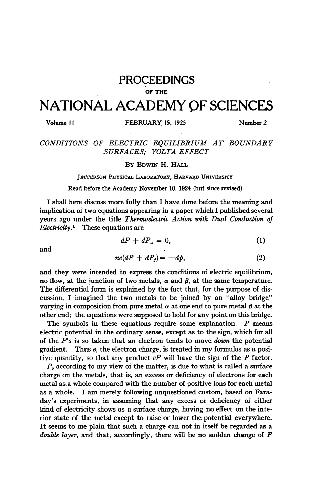 PROCEEDINGS
OF THE
NATIONAL ACADEMY OF SCIENCES
Volume 11 FEBRUARY 15, 1925 Number 2
CONDITIONS OF ELECTRIC EQUILIBRIUM AT BOUNDARY
SURFACES; VOLTA EFFECT
BY EDWIN H. HALL
JEFFERSON PHYSICAL LABORATORY, HARVARD UNIVERSITY
Read before the Academy November 10, 1924 (but since revised)
I shall here discuss more fully than I have done before the meaning and
implication of two equations appearing in a paper which I published several
years ago under the title Thermoelectric Action with Dual Conduction of
Electricity.¹ These equations are
(1)
and
(2)
and they were intended to express the conditions of electric equilibrium,
no flow, at the junction of two metals, α and β, at the same temperature.
The differential form is explained by the fact that, for the purpose of dis-
cussion, I imagined the two metals to be joined by an "alloy bridge"
varying in composition from pure metal α at one end to pure metal β at the
other end; the equations were supposed to hold for any point on this bridge.
The symbols in these equations require some explanation. P means
electric potential in the ordinary sense, except as to the sign, which for all
of the P's is so taken that an electron tends to move down the potential
gradient. Thus e, the electron charge, is treated in my formulas as a posi-
tive quantity, so that any product eP will have the sign of the P factor.
according to my view of the matter, is due to what is called a surface
charge on the metals, that is, an excess or deficiency of electrons for each
metal as a whole compared with the number of positive ions for each metal
as a whole. I am merely following unquestioned custom, based on Fara-
day's experiments, in assuming that any excess or deficiency of either
kind of electricity shows as a surface charge, having no effect on the inte-
rior state of the metal except to raise or lower the potential everywhere.
It seems to me plain that such a charge can not in itself be regarded as a
double layer, and that, accordingly, there will be no sudden change of P